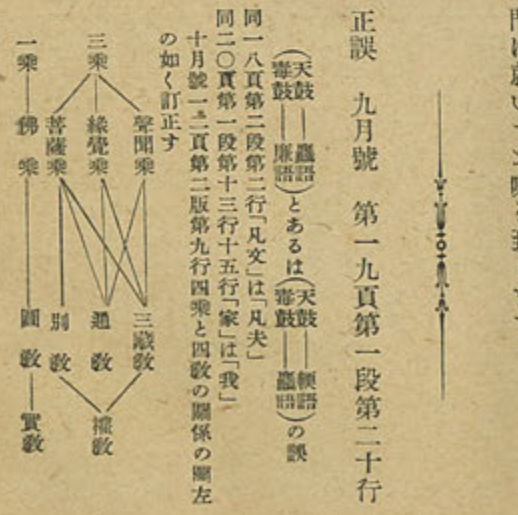 正誤　九月號　第一九頁第一段第二十行
(天鼓――麤語
毒鼓――廉語)とあるは(天鼓――輭語
毒鼓――麤語)の誤
同一八頁第二段第二行「凡文」は「凡夫」
同二〇頁第一段第十三行十五行「家」は「我」
十月號一二頁第二版第九行四乘と四敎の關係の圖左
の如く訂正す
聲聞乘　三藏敎
三乘　緣覺乘　通敎　權敎
菩薩乘　別敎
一乘――佛乘――圓敎――實敎